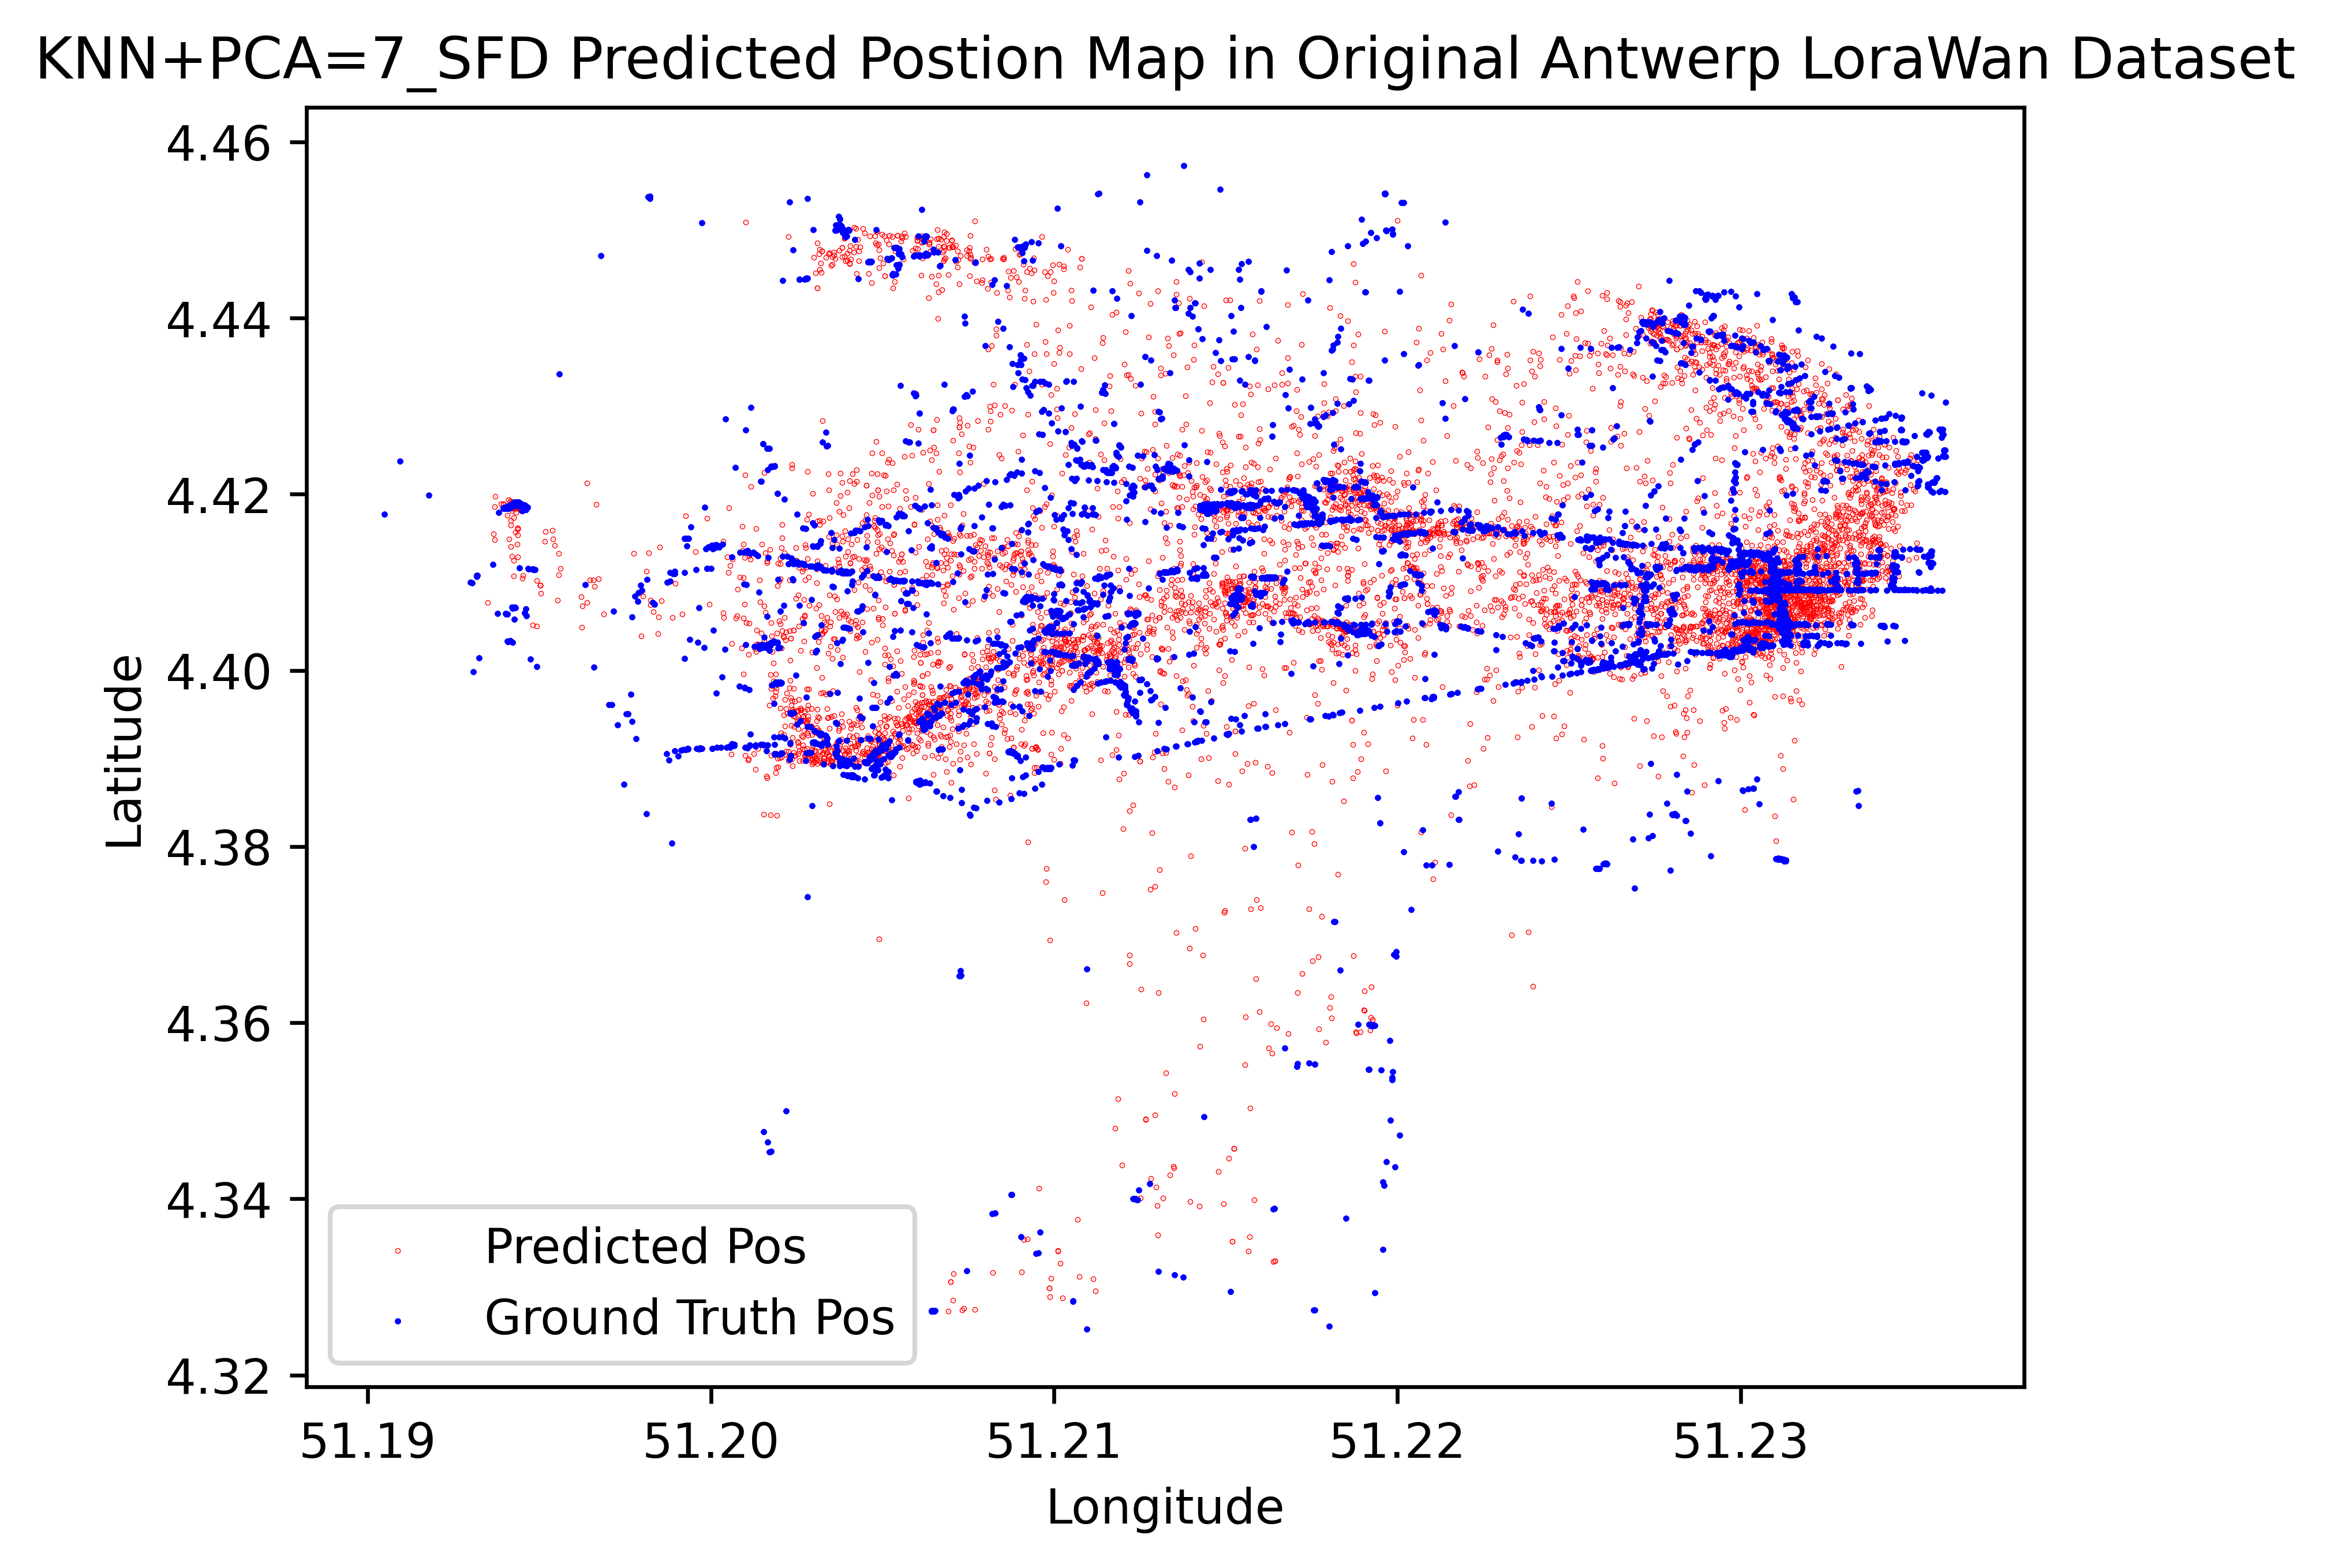 KNN+PCA=7_SFD Predicted Postion Map in Original Antwerp LoraWan Dataset
4.46
4.44
4.42
4.40
4.38
4.36
4.34
4.32
Latitude
Predicted Pos
Ground Truth Pos
51.19 51.20 51.21 51.22 51.23
Longitude